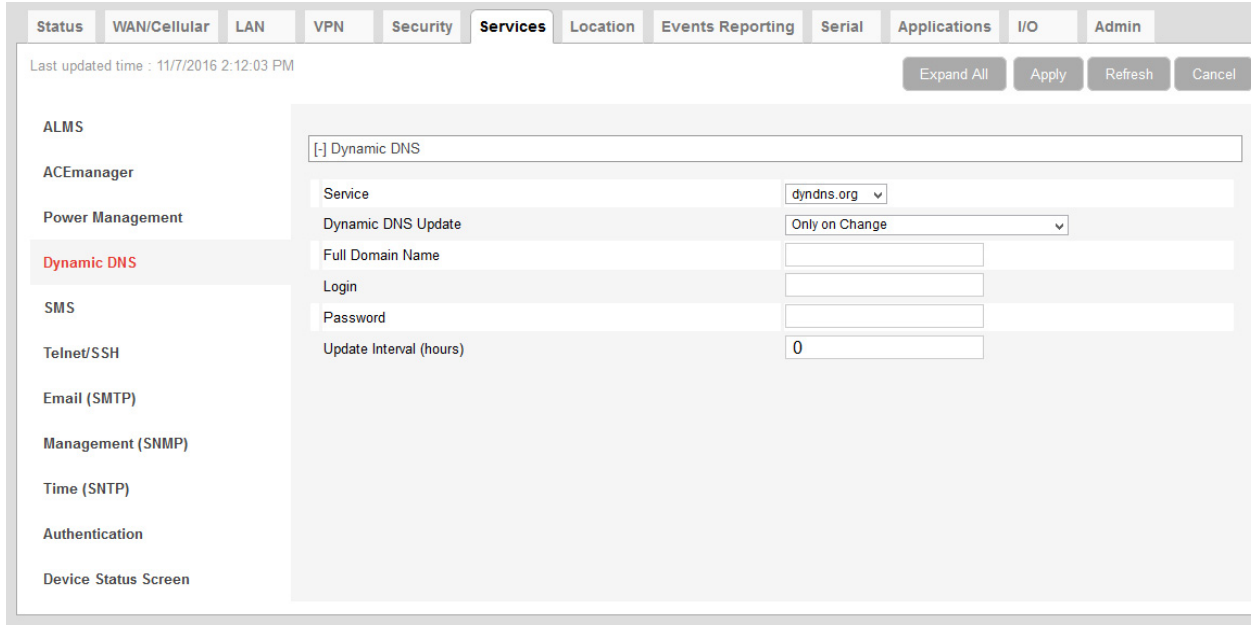 Status WAN/Cellular LAN VPN Security Services Location Events Reporting Serial Applications I/O Admin
Last updated time : 11/7/2016 2:12:03 PM
Expand All Apply Refresh Cancel
ALMS
ACEmanager
Power Management
Dynamic DNS
SMS
Telnet/SSH
Email (SMTP)
Management (SNMP)
Time (SNTP)
Authentication
Device Status Screen
[-] Dynamic DNS
Service dyndns.org
Dynamic DNS Update Only on Change
Full Domain Name
Login
Password
Update Interval (hours) 0